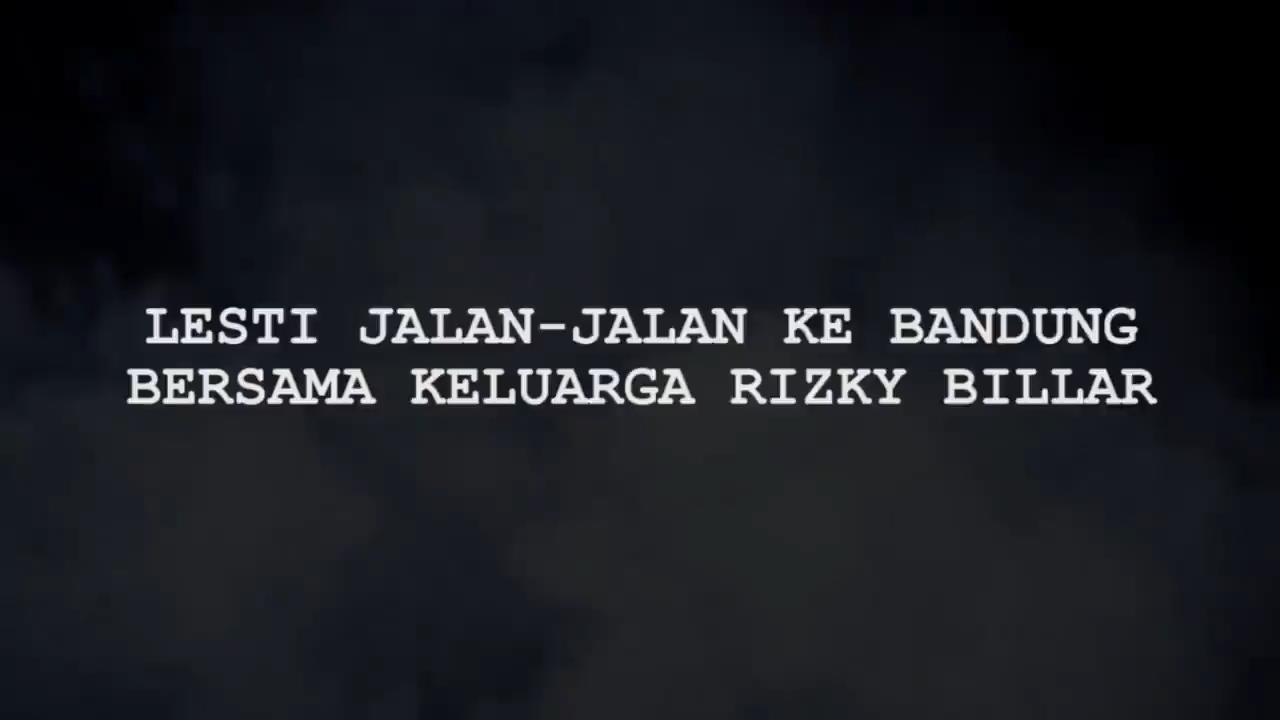 LESTI JALAN-JALAN KE BANDUNG
BERSAMA KELUARGA RIZKY BILLAR